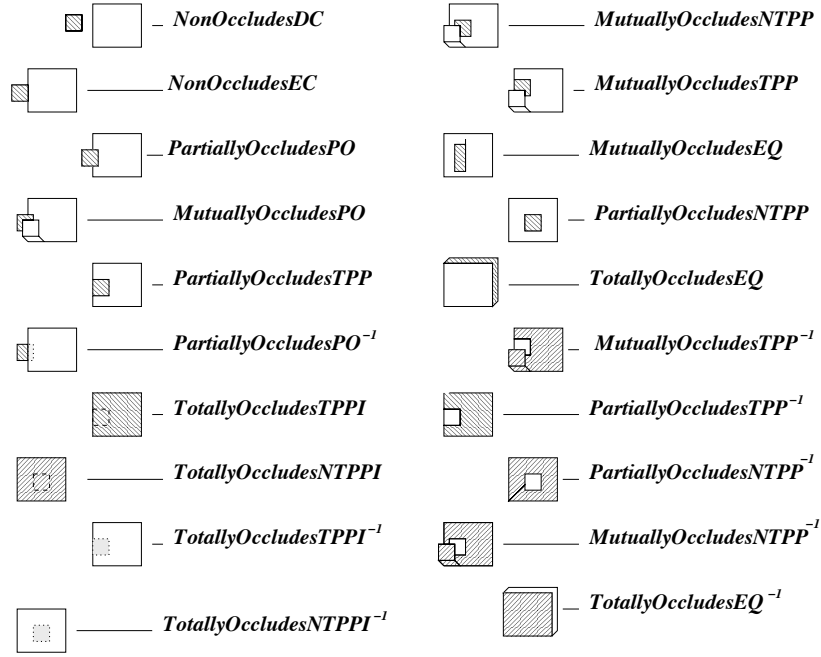 NonOccludesDC
NonOccludesEC
PartiallyOccludesPO
MutuallyOccludesPO
PartiallyOccludesTPP
PartiallyOccludesPO⁻¹
TotallyOccludesTPPI
TotallyOccludesNTPPI
TotallyOccludesTPPI⁻¹
TotallyOccludesNTPPI⁻¹
MutuallyOccludesNTPP
MutuallyOccludesTPP
MutuallyOccludesEQ
PartiallyOccludesNTPP
TotallyOccludesEQ
MutuallyOccludesTPP⁻¹
PartiallyOccludesTPP⁻¹
PartiallyOccludesNTPP⁻¹
MutuallyOccludesNTPP⁻¹
TotallyOccludesEQ⁻¹